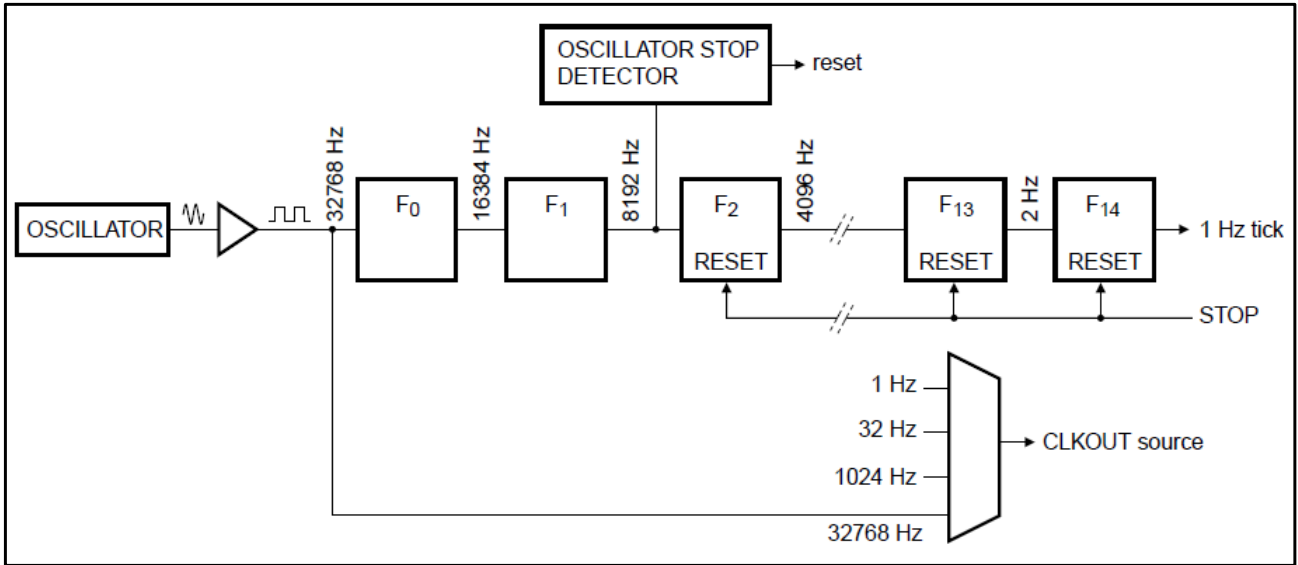 OSCILLATOR STOP
DETECTOR
reset
32768 Hz
16384 Hz
8192 Hz
4096 Hz
2 Hz
OSCILLATOR
F0
F1
F2
RESET
F13
RESET
F14
RESET
1 Hz tick
STOP
1 Hz
32 Hz
1024 Hz
32768 Hz
CLKOUT source